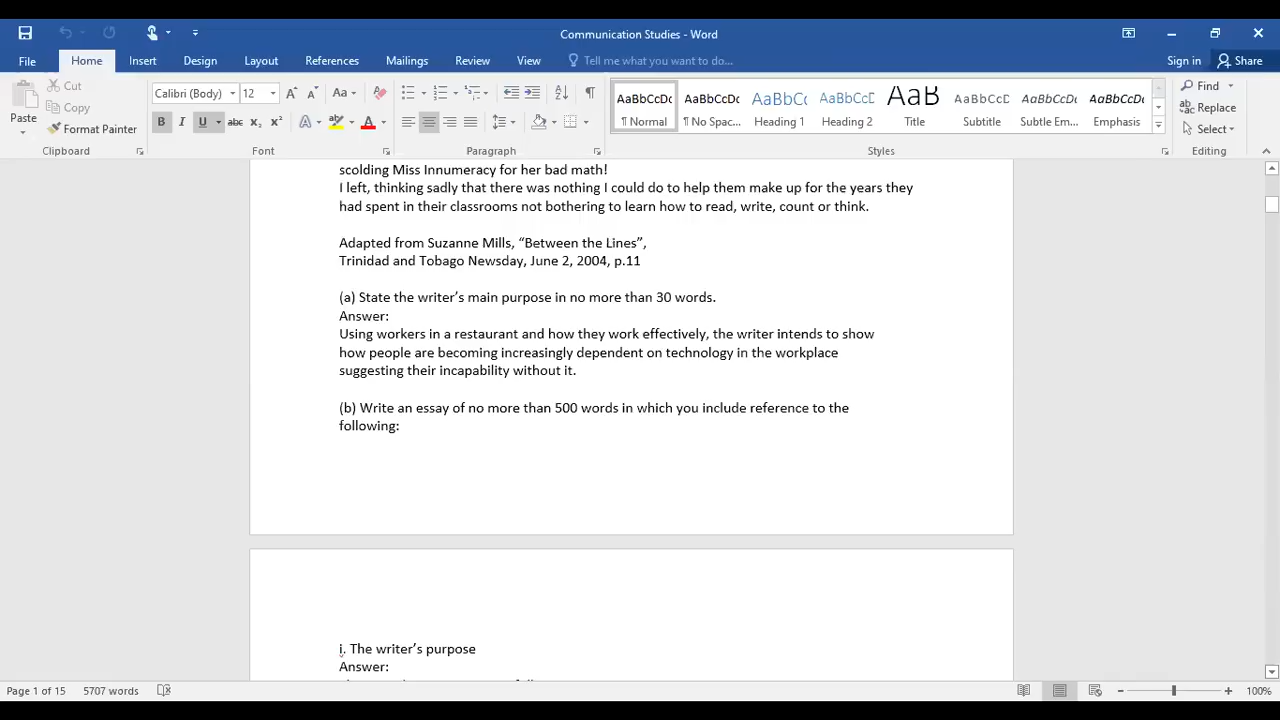 Communication Studies - Word
File Home Insert Design Layout References Mailings Review View Tell me what you want to do... Sign in Share
Paste Cut Copy Format Painter
Calibri (Body) 12 Aa
B I U abc x₂ x² A A
AaBbCcDc AaBbCcDc AaBbCc AaBbCcD AaB AaBbCcD AaBbCcDc AaBbCcDc
¶ Normal ¶ No Spac... Heading 1 Heading 2 Title Subtitle Subtle Em... Emphasis
Find Replace Select
Clipboard Font Paragraph Styles Editing
scolding Miss Innumeracy for her bad math!
I left, thinking sadly that there was nothing I could do to help them make up for the years they
had spent in their classrooms not bothering to learn how to read, write, count or think.
Adapted from Suzanne Mills, “Between the Lines”,
Trinidad and Tobago Newsday, June 2, 2004, p.11
(a) State the writer’s main purpose in no more than 30 words.
Answer:
Using workers in a restaurant and how they work effectively, the writer intends to show
how people are becoming increasingly dependent on technology in the workplace
suggesting their incapability without it.
(b) Write an essay of no more than 500 words in which you include reference to the
following:
i. The writer’s purpose
Answer:
Page 1 of 15 5707 words 100%